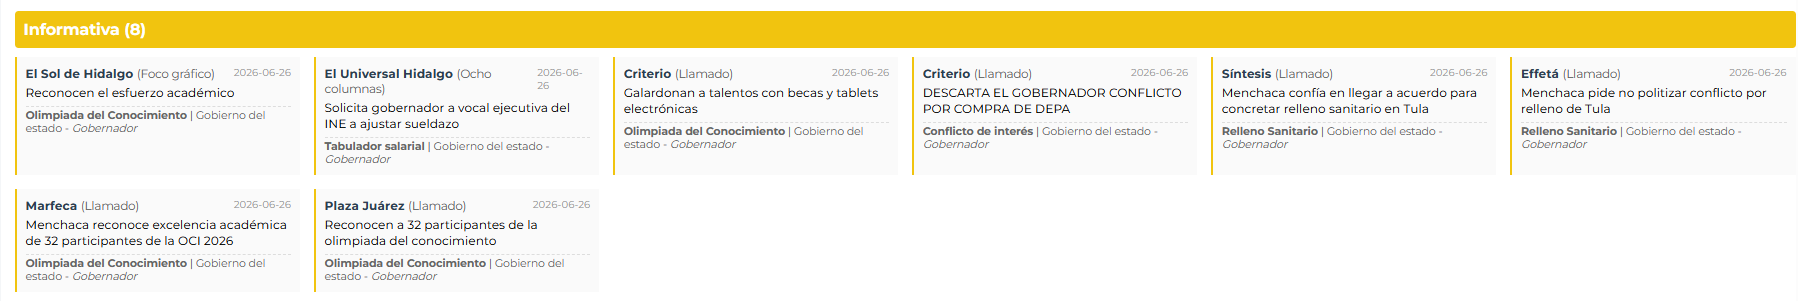 Informativa (8)
El Sol de Hidalgo (Foco gráfico) 2026-06-26
Reconocen el esfuerzo académico
Olimpiada del Conocimiento | Gobierno del
estado - Gobernador
El Universal Hidalgo (Ocho
columnas) 2026-06-
26
Solicita gobernador a vocal ejecutiva del
INE a ajustar sueldazo
Tabulador salarial | Gobierno del estado -
Gobernador
Criterio (Llamado) 2026-06-26
Galardonan a talentos con becas y tablets
electrónicas
Olimpiada del Conocimiento | Gobierno del
estado - Gobernador
Criterio (Llamado) 2026-06-26
DESCARTA EL GOBERNADOR CONFLICTO
POR COMPRA DE DEPA
Conflicto de interés | Gobierno del estado -
Gobernador
Síntesis (Llamado) 2026-06-26
Menchaca confía en llegar a acuerdo para
concretar relleno sanitario en Tula
Relleno Sanitario | Gobierno del estado -
Gobernador
Effetá (Llamado) 2026-06-26
Menchaca pide no politizar conflicto por
relleno de Tula
Relleno Sanitario | Gobierno del estado -
Gobernador
Marfeca (Llamado) 2026-06-26
Menchaca reconoce excelencia académica
de 32 participantes de la OCI 2026
Olimpiada del Conocimiento | Gobierno del
estado - Gobernador
Plaza Juárez (Llamado) 2026-06-26
Reconocen a 32 participantes de la
olimpiada del conocimiento
Olimpiada del Conocimiento | Gobierno del
estado - Gobernador